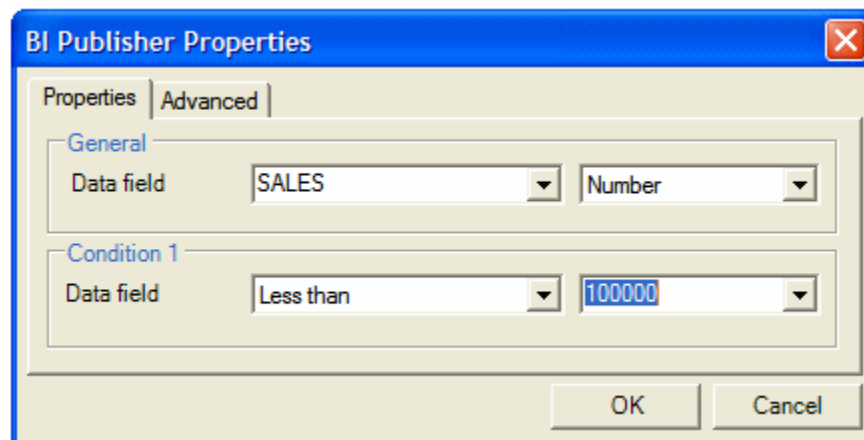 BI Publisher Properties
Properties Advanced
General
Data field SALES Number
Condition 1
Data field Less than 100000
OK Cancel